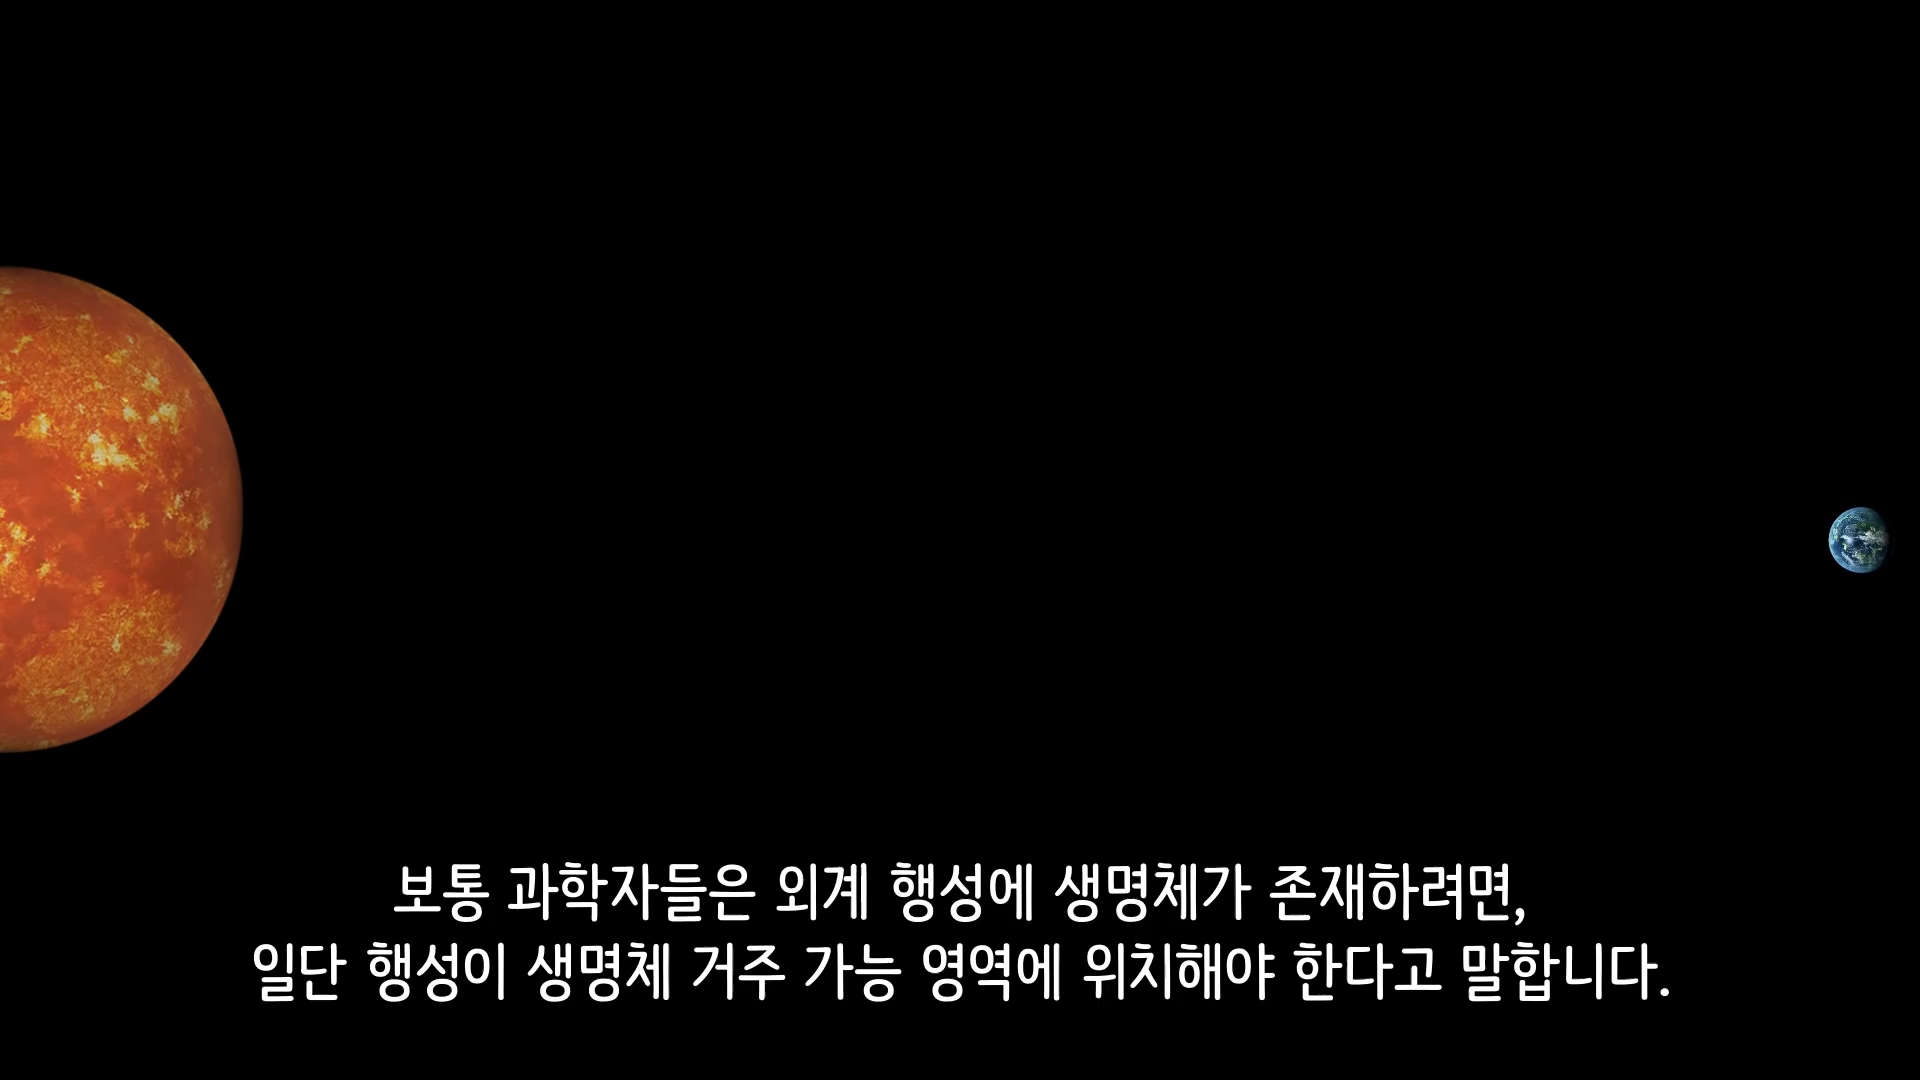 보통 과학자들은 외계 행성에 생명체가 존재하려면,
일단 행성이 생명체 거주 가능 영역에 위치해야 한다고 말합니다.